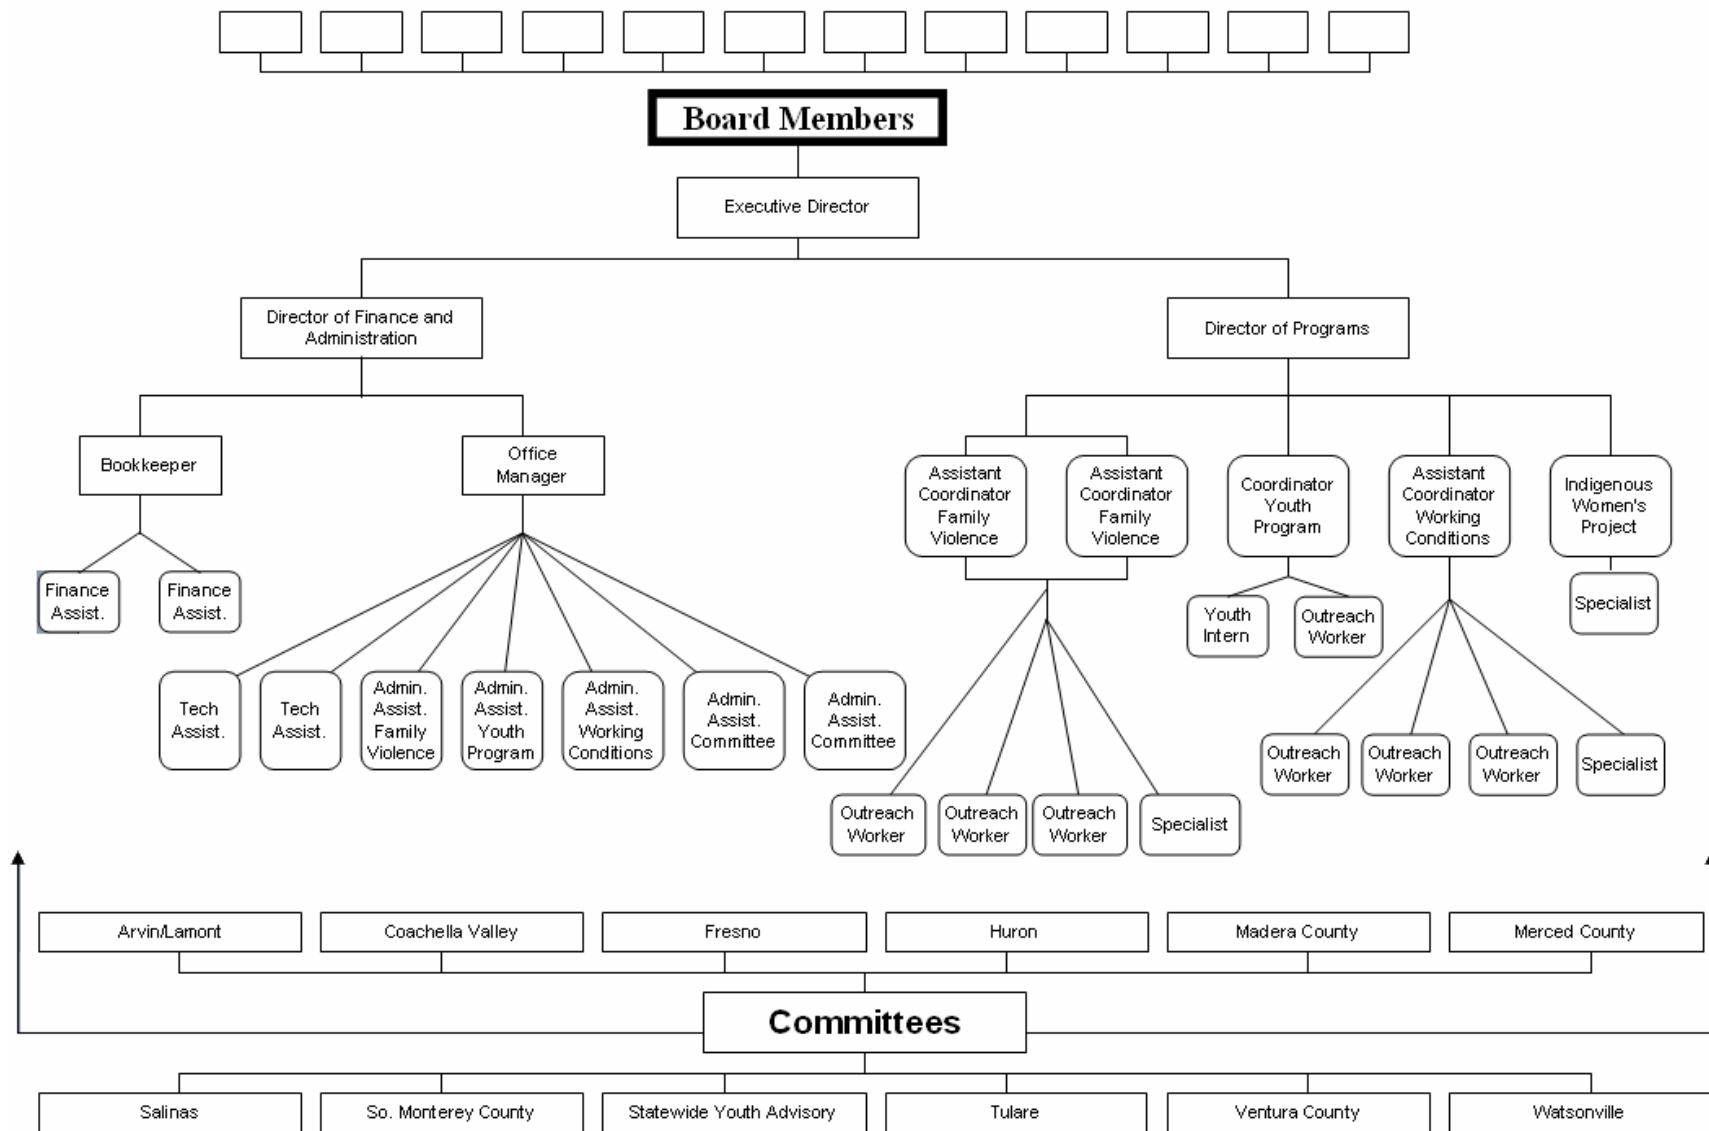 Board Members
Executive Director
Director of Finance and
Administration
Director of Programs
Bookkeeper
Office
Manager
Assistant
Coordinator
Family
Violence
Assistant
Coordinator
Family
Violence
Coordinator
Youth
Program
Assistant
Coordinator
Working
Conditions
Indigenous
Women's
Project
Finance
Assist.
Finance
Assist.
Youth
Intern
Outreach
Worker
Specialist
Tech
Assist.
Tech
Assist.
Admin.
Assist.
Family
Violence
Admin.
Assist.
Youth
Program
Admin.
Assist.
Working
Conditions
Admin.
Assist.
Committee
Admin.
Assist.
Committee
Outreach
Worker
Outreach
Worker
Outreach
Worker
Specialist
Outreach
Worker
Outreach
Worker
Outreach
Worker
Specialist
Arvin/Lamont
Coachella Valley
Fresno
Huron
Madera County
Merced County
Committees
Salinas
So. Monterey County
Statewide Youth Advisory
Tulare
Ventura County
Watsonville